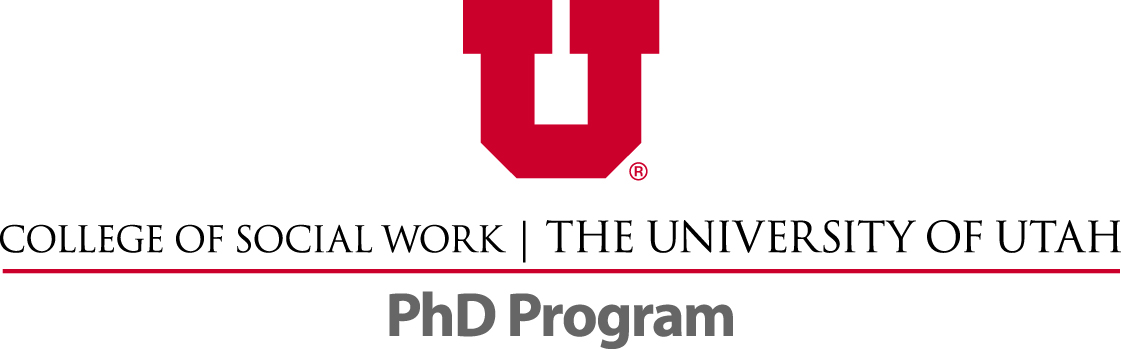 U®
COLLEGE OF SOCIAL WORK | THE UNIVERSITY OF UTAH
PhD Program